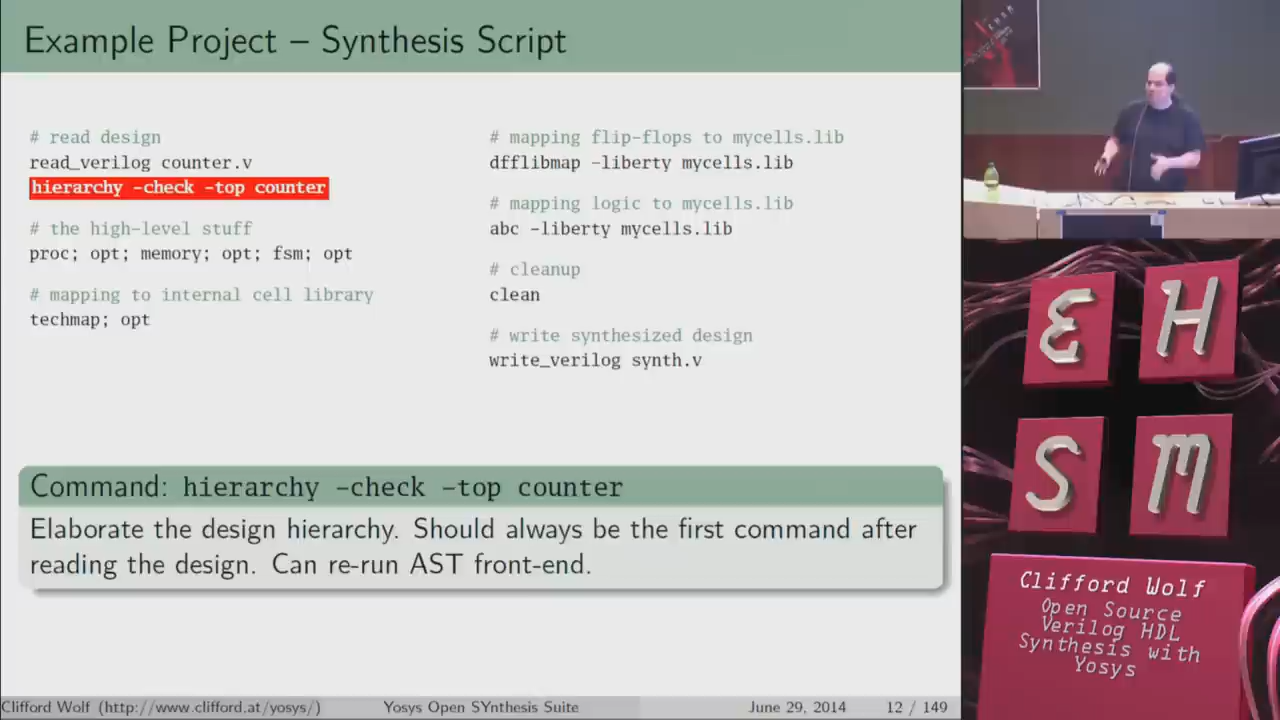 Example Project – Synthesis Script
# read design
read_verilog counter.v
hierarchy -check -top counter
# the high-level stuff
proc; opt; memory; opt; fsm; opt
# mapping to internal cell library
techmap; opt
# mapping flip-flops to mycells.lib
dfflibmap -liberty mycells.lib
# mapping logic to mycells.lib
abc -liberty mycells.lib
# cleanup
clean
# write synthesized design
write_verilog synth.v
Command: hierarchy -check -top counter
Elaborate the design hierarchy. Should always be the first command after
reading the design. Can re-run AST front-end.
Clifford Wolf (http://www.clifford.at/yosys/)
Yosys Open SYnthesis Suite
June 29, 2014
12 / 149
E H
S M
Clifford Wolf
Open Source
Verilog HDL
Synthesis with
Yosys